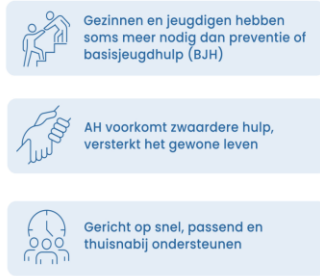 Gezinnen en jeugdigen hebben
soms meer nodig dan preventie of
basisjeugdhulp (BJH)
AH voorkomt zwaardere hulp,
versterkt het gewone leven
Gericht op snel, passend en
thuisnabij ondersteunen